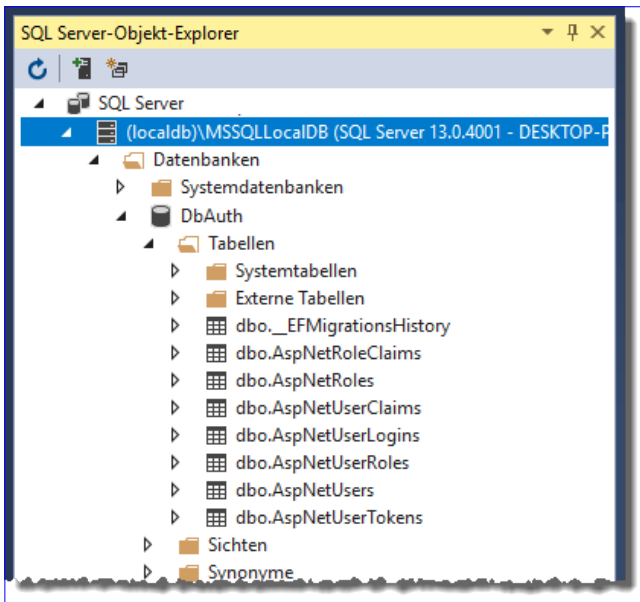 SQL Server-Objekt-Explorer
SQL Server
(localdb)\MSSQLLocalDB (SQL Server 13.0.4001 - DESKTOP-F
Datenbanken
Systemdatenbanken
DbAuth
Tabellen
Systemtabellen
Externe Tabellen
dbo.__EFMigrationsHistory
dbo.AspNetRoleClaims
dbo.AspNetRoles
dbo.AspNetUserClaims
dbo.AspNetUserLogins
dbo.AspNetUserRoles
dbo.AspNetUsers
dbo.AspNetUserTokens
Sichten
Synonyme